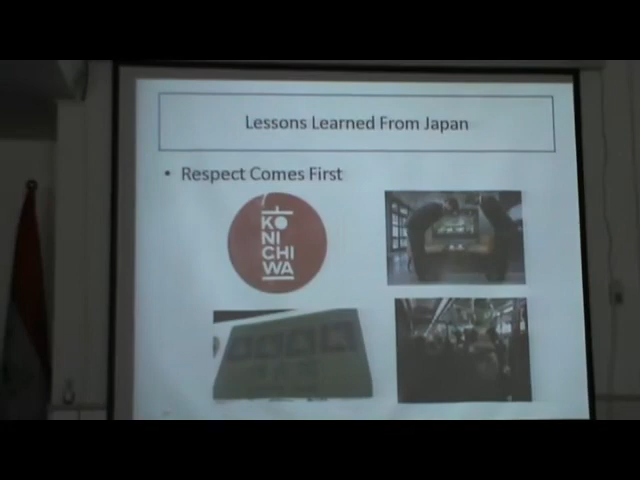 Lessons Learned From Japan
• Respect Comes First
KO
NI
CHI
WA